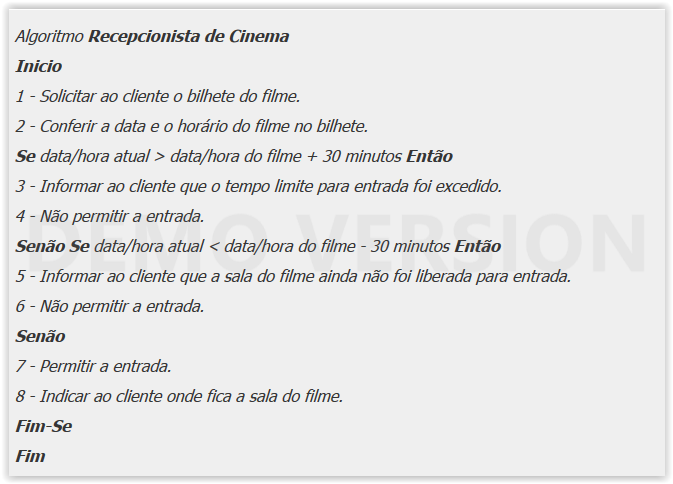 Algoritmo Recepcionista de Cinema
Inicio
1 - Solicitar ao cliente o bilhete do filme.
2 - Conferir a data e o horário do filme no bilhete.
Se data/hora atual > data/hora do filme + 30 minutos Então
3 - Informar ao cliente que o tempo limite para entrada foi excedido.
4 - Não permitir a entrada.
DEMO VERSION
Senão Se data/hora atual < data/hora do filme - 30 minutos Então
5 - Informar ao cliente que a sala do filme ainda não foi liberada para entrada.
6 - Não permitir a entrada.
Senão
7 - Permitir a entrada.
8 - Indicar ao cliente onde fica a sala do filme.
Fim-Se
Fim